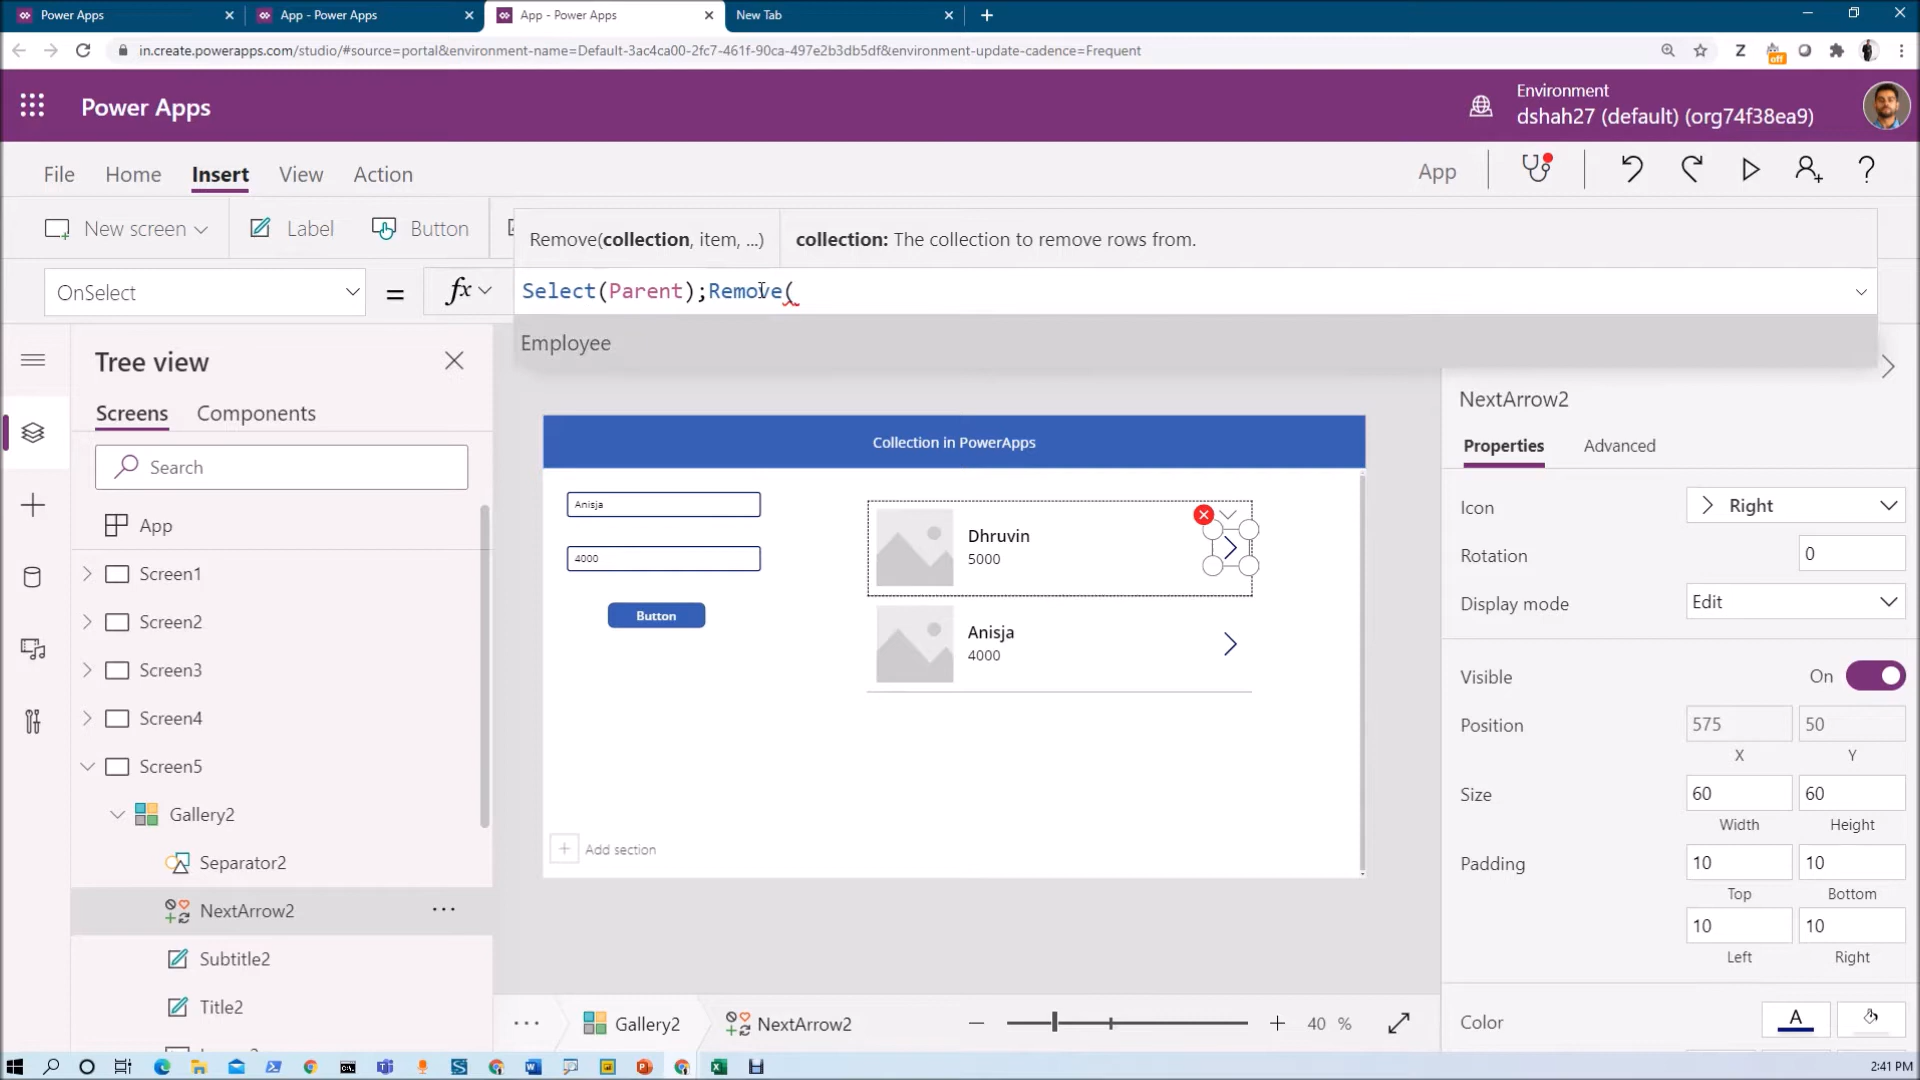 Power Apps
App - Power Apps
App - Power Apps
New Tab
in.create.powerapps.com/studio/#source=portal&environment-name=Default-3ac4ca00-2fc7-461f-90ca-497e2b3db5df&environment-update-cadence=Frequent
Z
off
Power Apps
Environment
dshah27 (default) (org74f38ea9)
File
Home
Insert
View
Action
App
?
New screen
Label
Button
Remove(collection, item, ...)
collection: The collection to remove rows from.
OnSelect
=
fx
Select(Parent);Remove(
Employee
Tree view
Screens
Components
Search
App
Screen1
Screen2
Screen3
Screen4
Screen5
Gallery2
Separator2
NextArrow2
...
Subtitle2
Title2
Collection in PowerApps
Anisja
4000
Button
Dhruvin
5000
Anisja
4000
Add section
...
Gallery2
NextArrow2
40 %
NextArrow2
Properties
Advanced
Icon
Right
Rotation
0
Display mode
Edit
Visible
On
Position
575
50
X
Y
Size
60
60
Width
Height
Padding
10
10
Top
Bottom
10
10
Left
Right
Color
A
2:41 PM